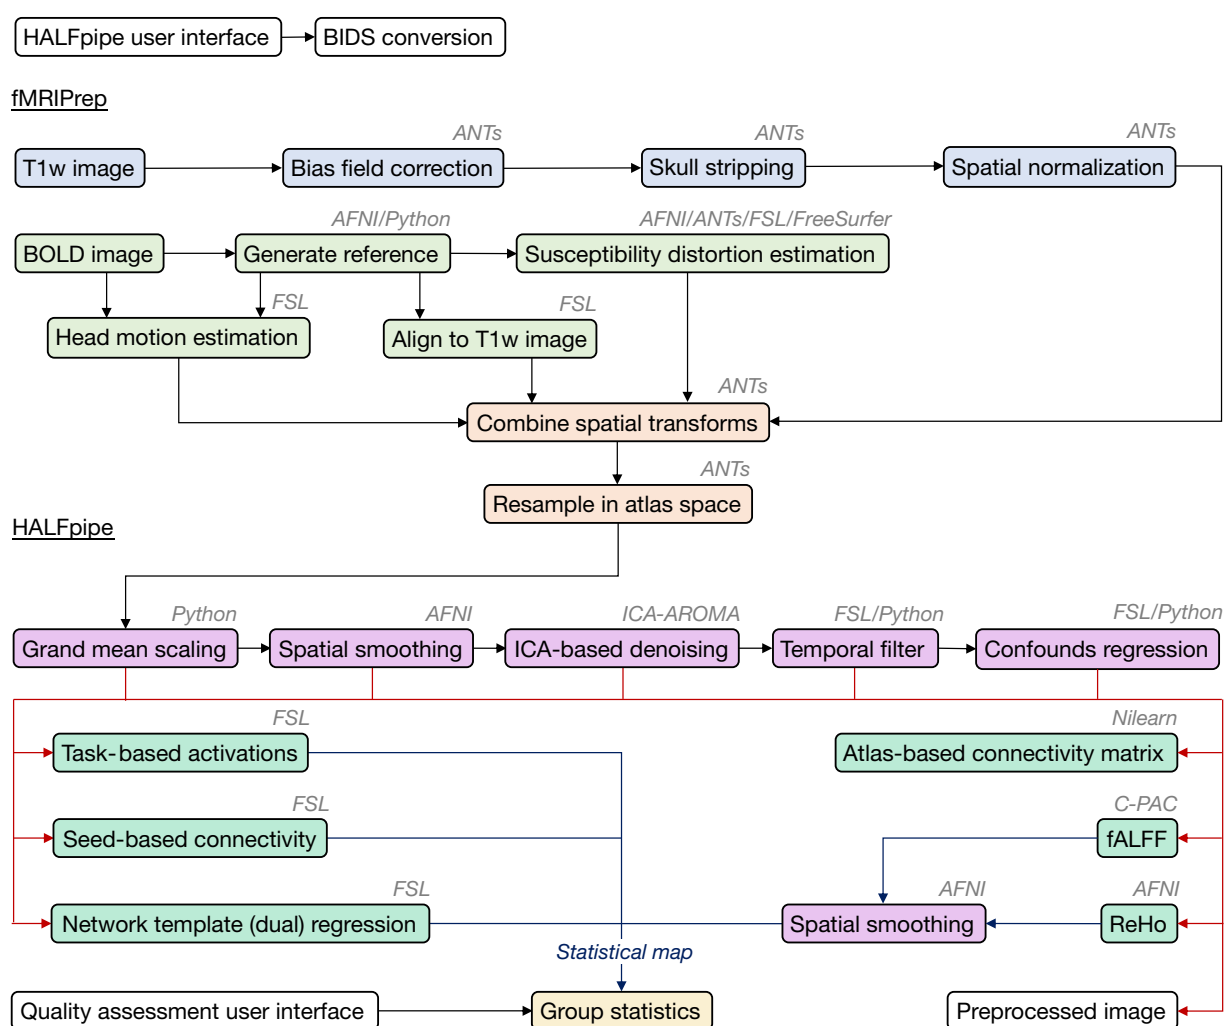 HALFpipe user interface
BIDS conversion
fMRIPrep
ANTs
ANTs
ANTs
T1w image
Bias field correction
Skull stripping
Spatial normalization
AFNI/Python
AFNI/ANTs/FSL/FreeSurfer
BOLD image
Generate reference
Susceptibility distortion estimation
FSL
FSL
Head motion estimation
Align to T1w image
ANTs
Combine spatial transforms
ANTs
Resample in atlas space
HALFpipe
Python
AFNI
ICA-AROMA
FSL/Python
FSL/Python
Grand mean scaling
Spatial smoothing
ICA-based denoising
Temporal filter
Confounds regression
FSL
Nilearn
Task-based activations
Atlas-based connectivity matrix
FSL
C-PAC
Seed-based connectivity
fALFF
FSL
AFNI
AFNI
Network template (dual) regression
Spatial smoothing
ReHo
Statistical map
Quality assessment user interface
Group statistics
Preprocessed image